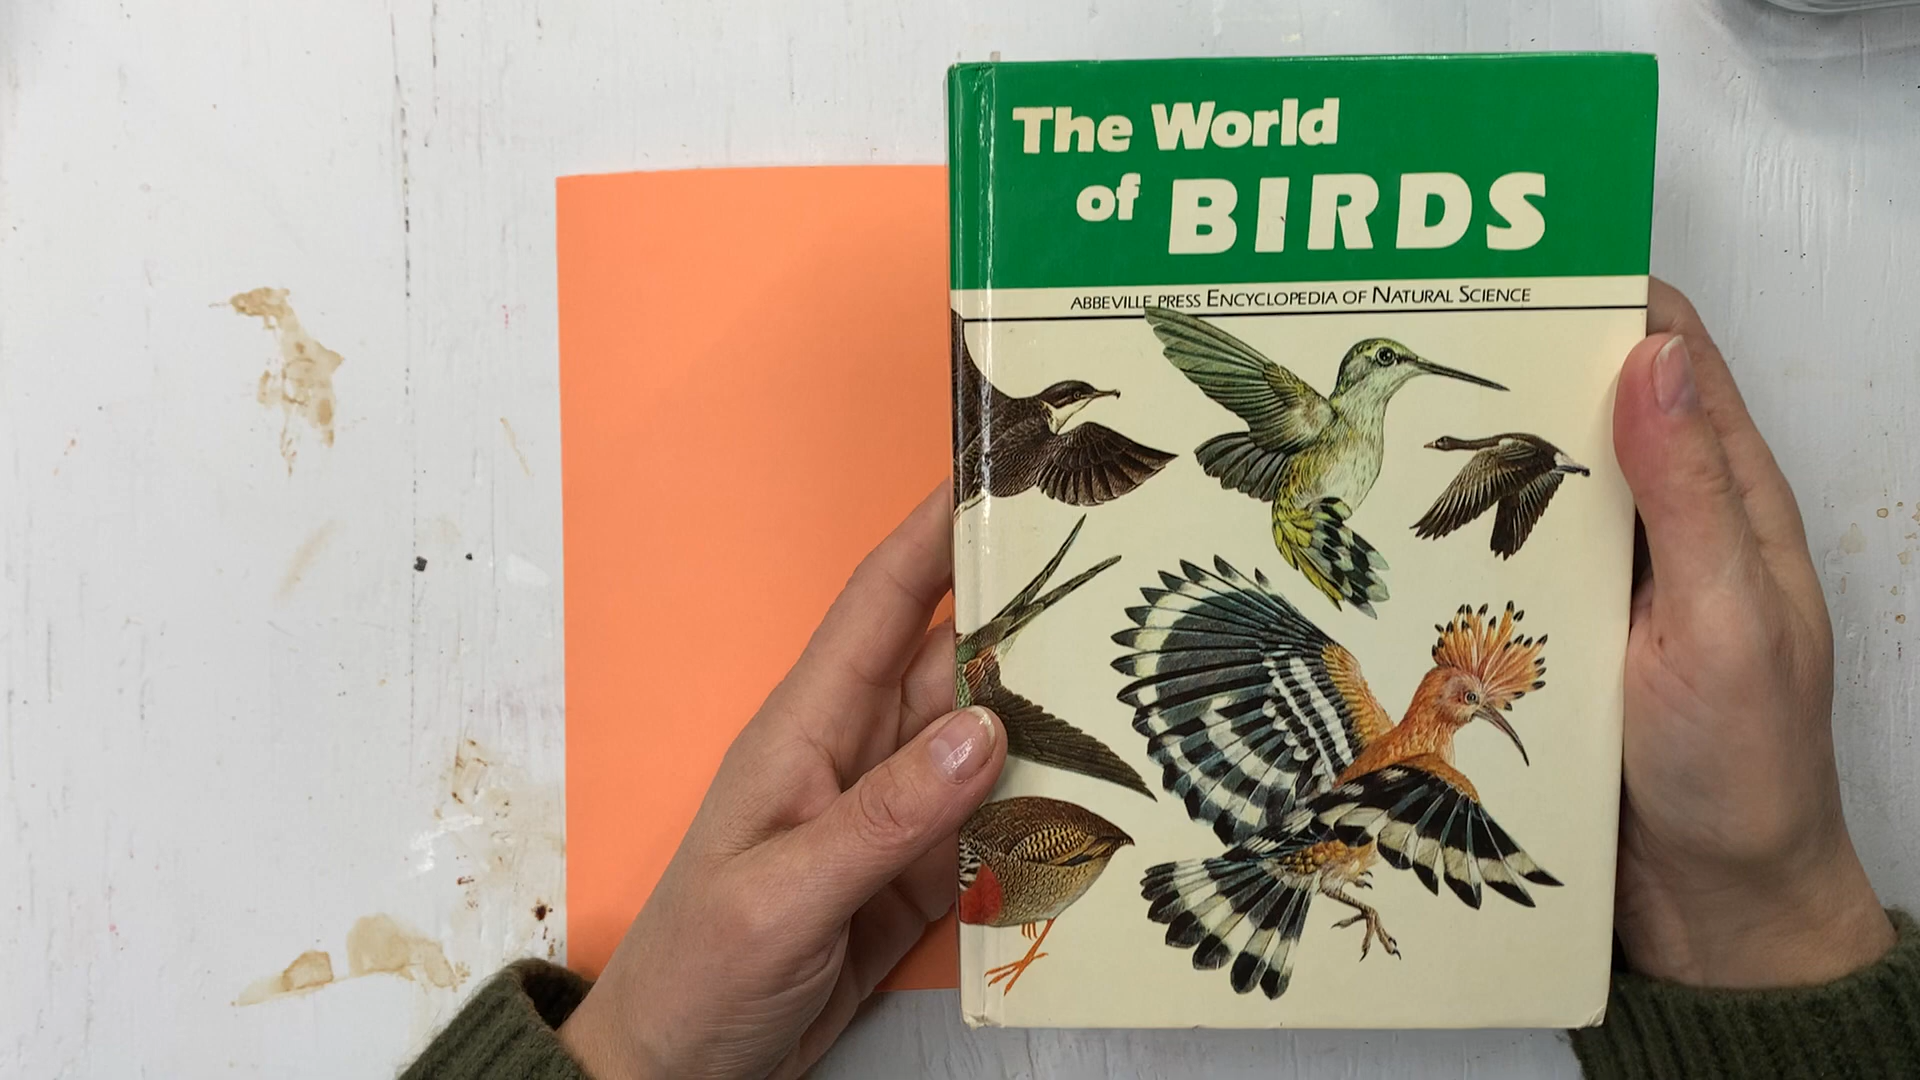 The World
of BIRDS
ABBEVILLE PRESS ENCYCLOPEDIA OF NATURAL SCIENCE